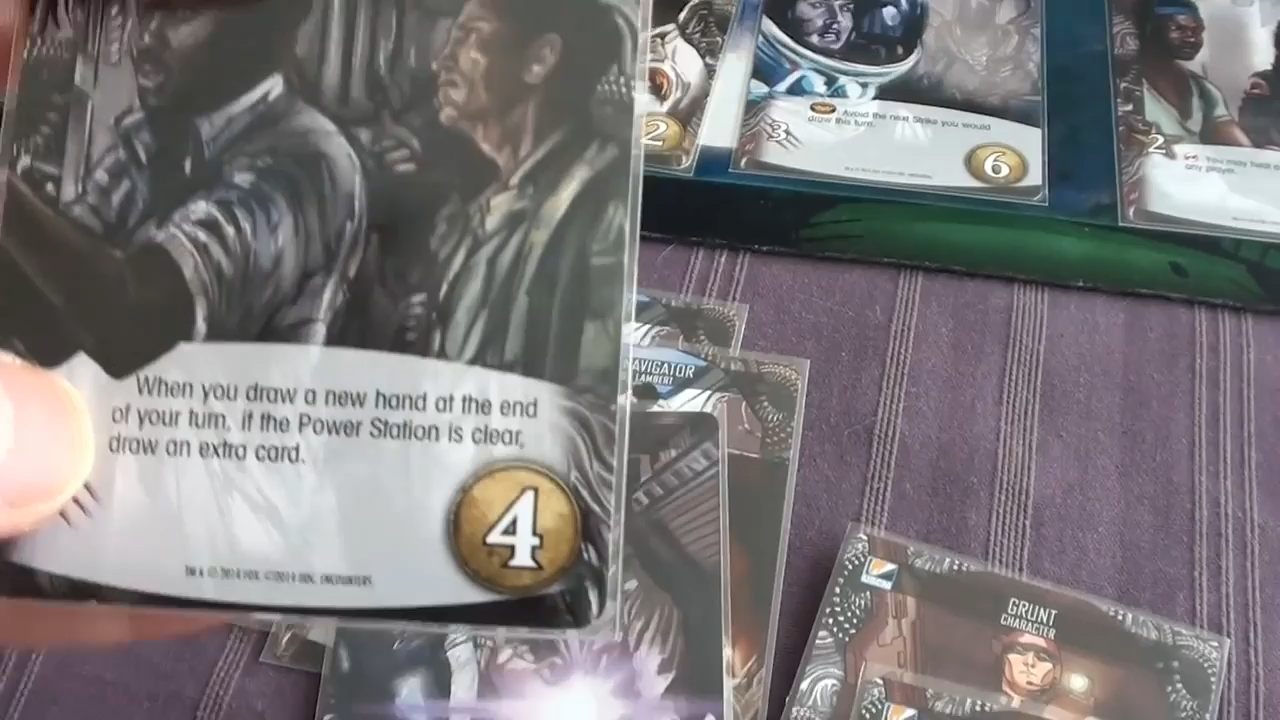 When you draw a new hand at the end
of your turn, if the Power Station is clear,
draw an extra card.
4
2
Avoid the next Strike you would
draw this turn.
3
6
2
You may
any player.
AVIGATOR
LAMBERT
USCM
GRUNT
CHARACTER